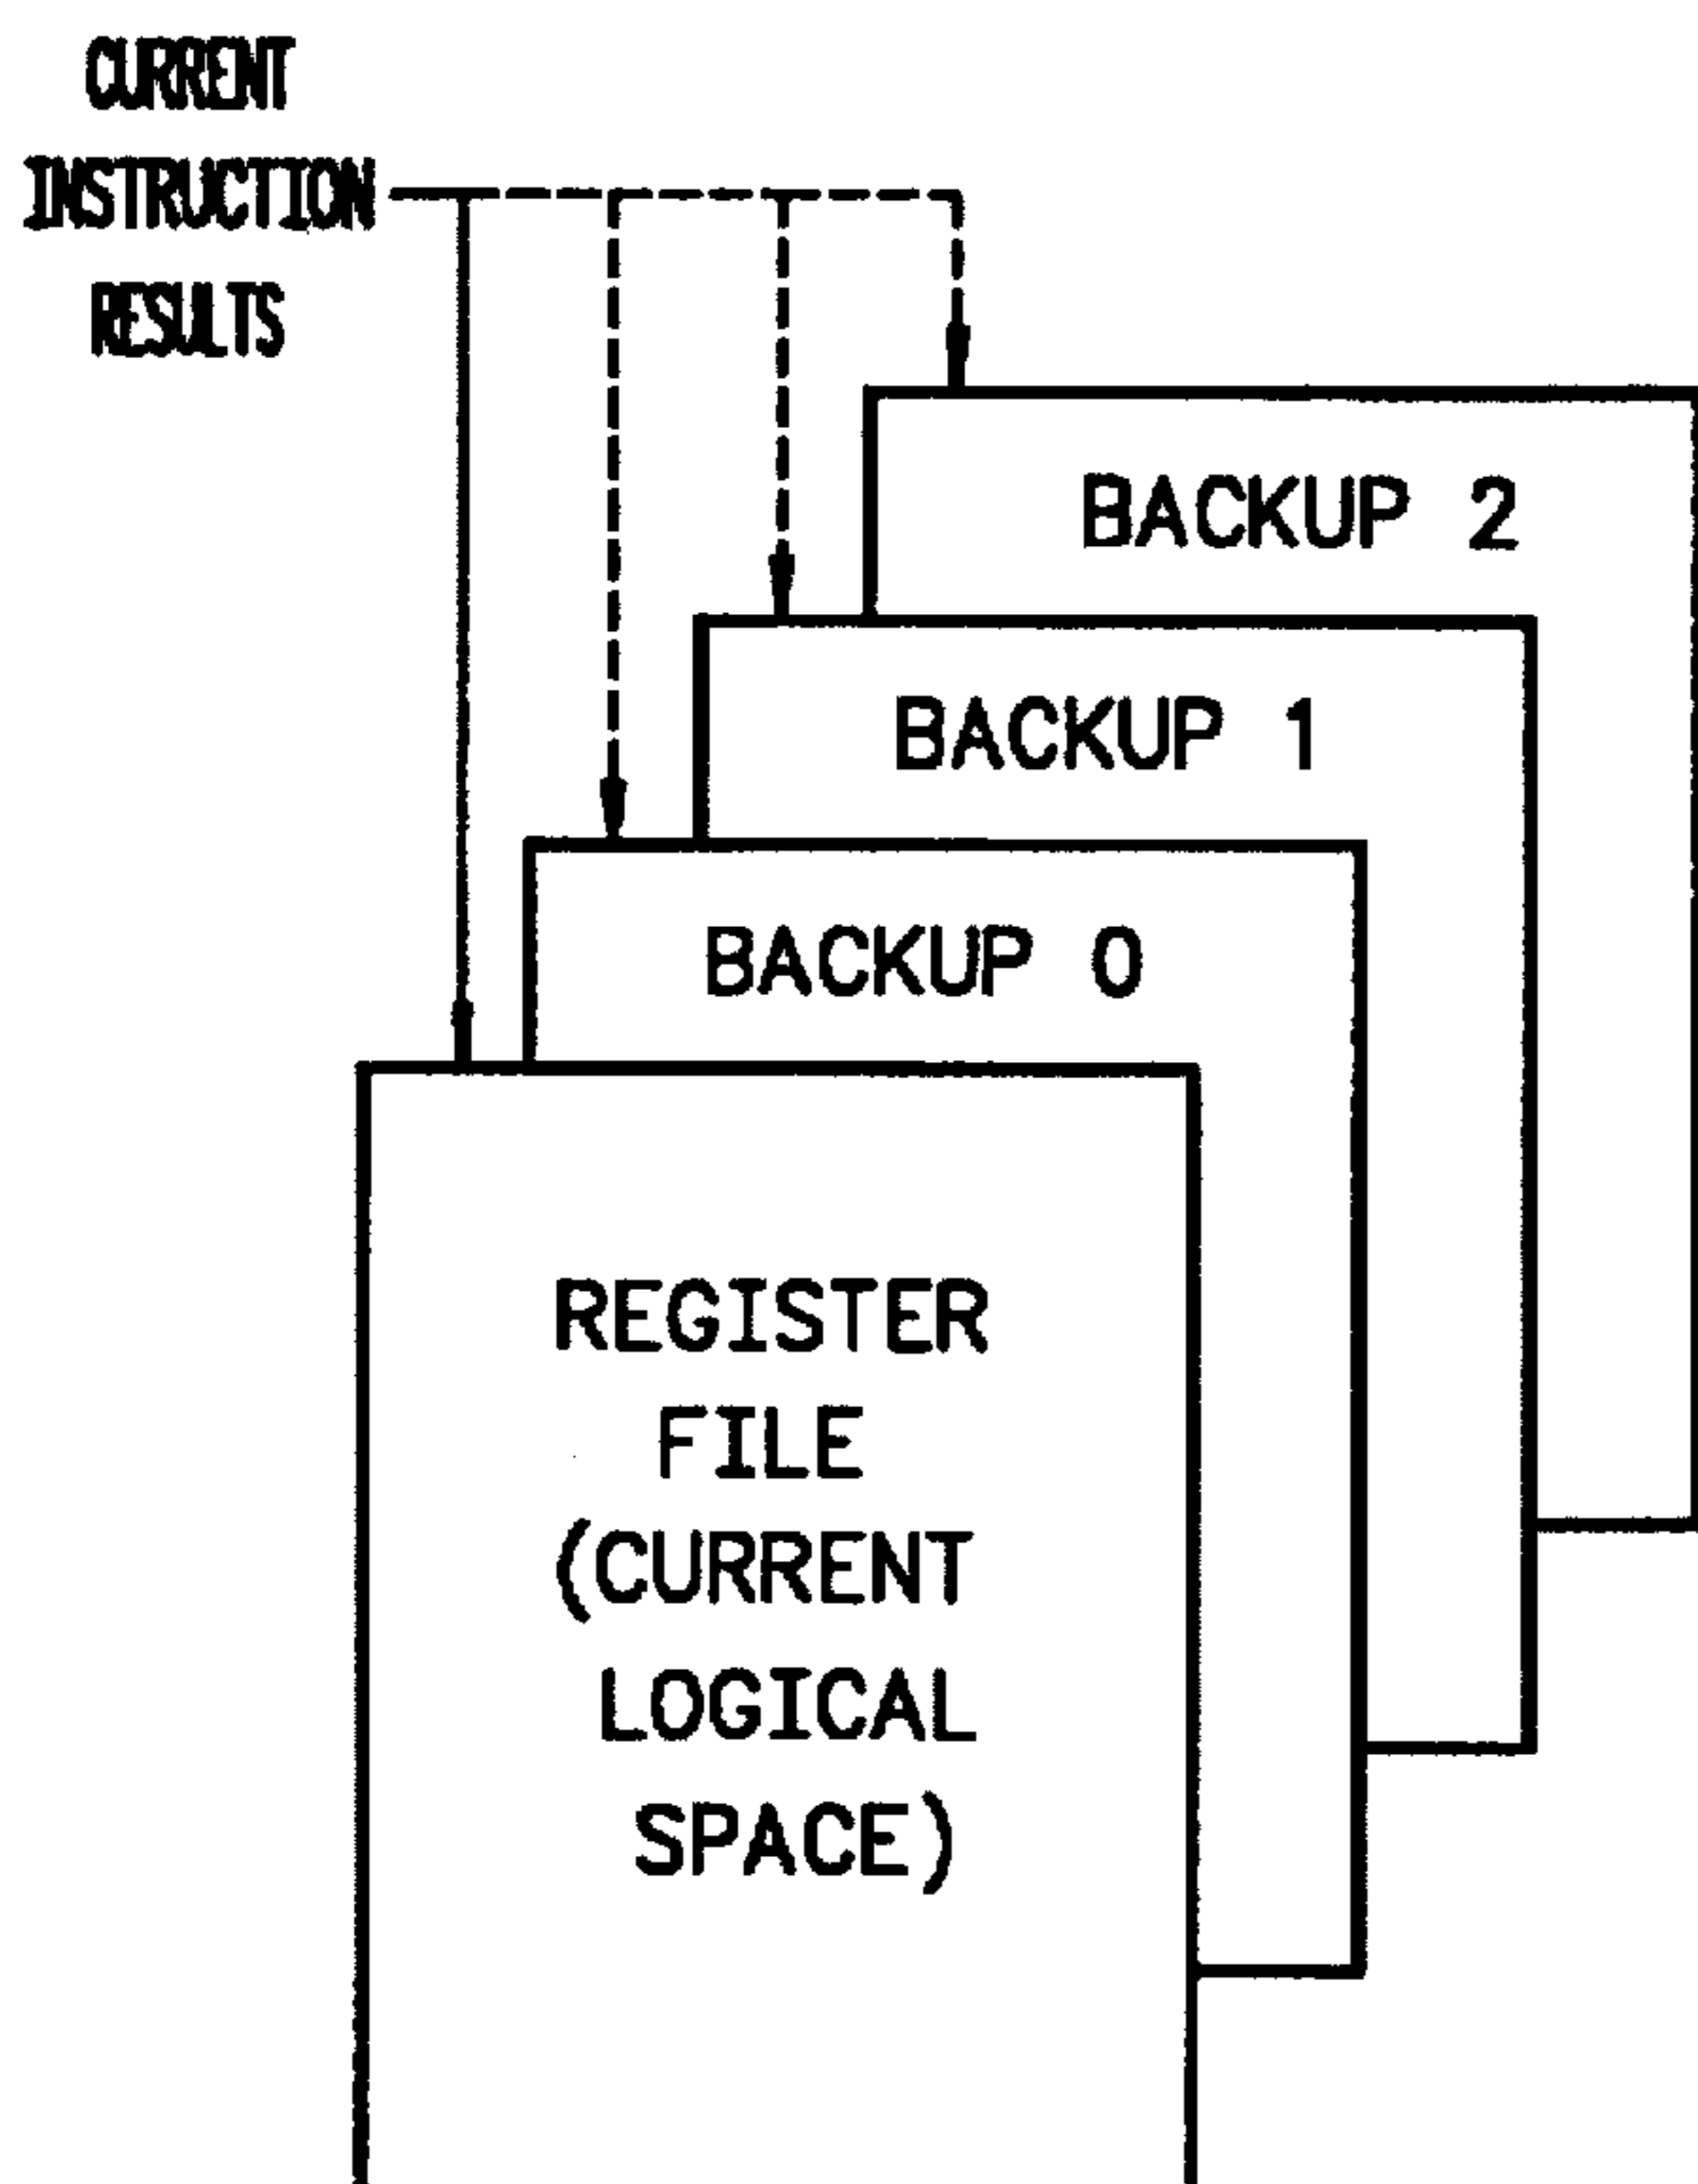 CURRENT
INSTRUCTION
RESULTS
BACKUP 2
BACKUP 1
BACKUP 0
REGISTER
FILE
(CURRENT
LOGICAL
SPACE)